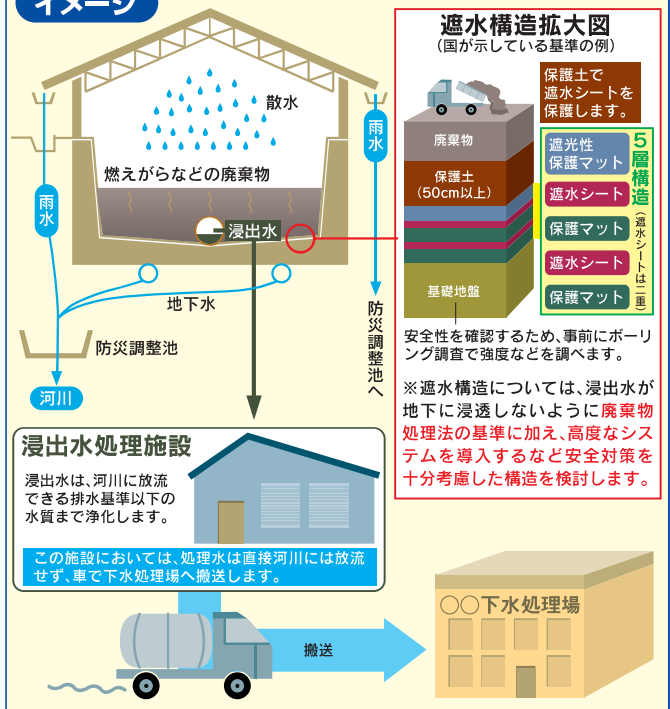 イメージ
散水
雨水
燃えがらなどの廃棄物
雨水
浸出水
地下水
防災調整池
防災調整池へ
河川
遮水構造拡大図
(国が示している基準の例)
保護土で
遮水シートを
保護します。
廃棄物
保護土
(50cm以上)
基礎地盤
5層構造
(遮水シートは二重)
遮光性
保護マット
遮水シート
保護マット
遮水シート
保護マット
安全性を確認するため、事前にボーリ
ング調査で強度などを調べます。
※遮水構造については、浸出水が
地下に浸透しないように廃棄物
処理法の基準に加え、高度なシス
テムを導入するなど安全対策を
十分考慮した構造を検討します。
浸出水処理施設
浸出水は、河川に放流
できる排水基準以下の
水質まで浄化します。
この施設においては、処理水は直接河川には放流
せず、車で下水処理場へ搬送します。
搬送
○○下水処理場